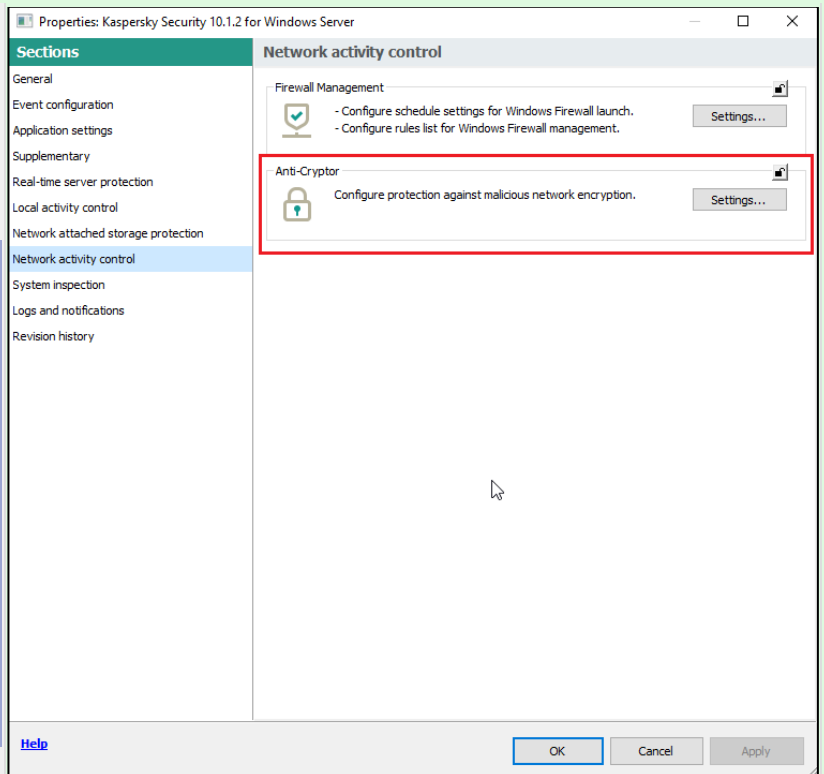 Properties: Kaspersky Security 10.1.2 for Windows Server
Sections
General
Event configuration
Application settings
Supplementary
Real-time server protection
Local activity control
Network attached storage protection
Network activity control
System inspection
Logs and notifications
Revision history
Network activity control
Firewall Management
- Configure schedule settings for Windows Firewall launch.
- Configure rules list for Windows Firewall management.
Settings...
Anti-Cryptor
Configure protection against malicious network encryption.
Settings...
Help
OK
Cancel
Apply